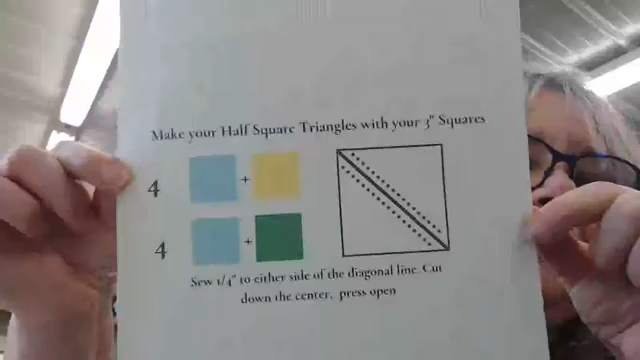 Make your Half Square Triangles with your 3" Squares
4 +
4 +
Sew 1/4" to either side of the diagonal line. Cut
down the center, press open